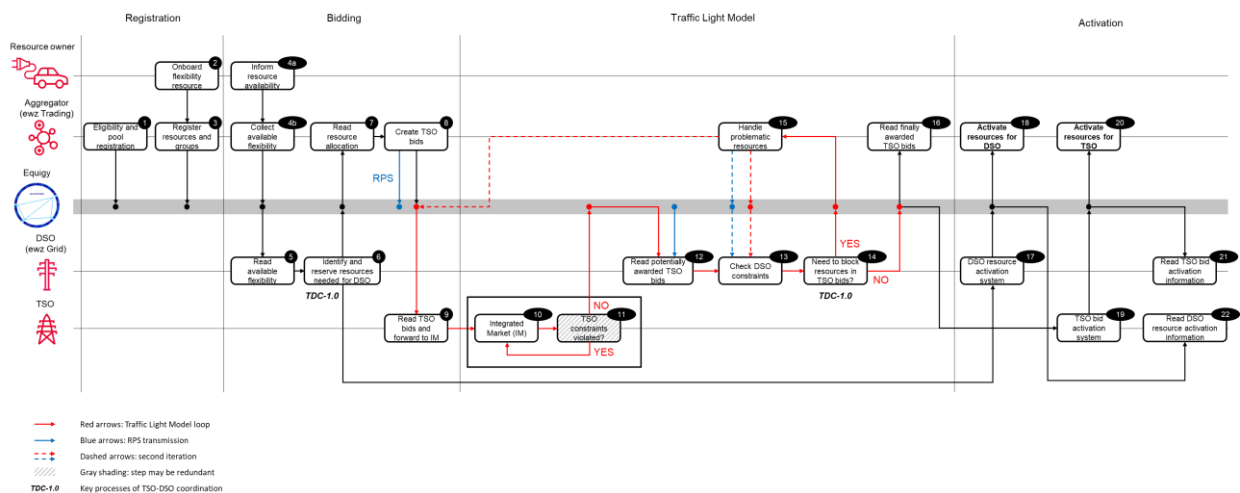 Registration
Bidding
Traffic Light Model
Activation
Resource owner
Onboard
flexibility
resource
2
Inform
resource
availability
4a
Aggregator
(ewz Trading)
Eligibility and
pool
registration
1
Register
resources and
groups
3
Collect
available
flexibility
4b
Read
resource
allocation
7
Create TSO
bids
8
Handle
problematic
resources
15
Read finally
awarded
TSO bids
16
Activate
resources for
DSO
18
Activate
resources for
TSO
20
Equigy
RPS
DSO
(ewz Grid)
Read
available
flexibility
5
Identify and
reserve resources
needed for DSO
6
TDC-1.0
Read potentially
awarded TSO
bids
12
Check DSO
constraints
13
Need to block
resources in
TSO bids?
14
TDC-1.0
YES
NO
DSO resource
activation
system
17
Read TSO bid
activation
information
21
TSO
Read TSO
bids and
forward to IM
9
Integrated
Market (IM)
10
TSO
constraints
violated?
11
NO
YES
TSO bid
activation
system
19
Read DSO
resource activation
information
22
Red arrows: Traffic Light Model loop
Blue arrows: RPS transmission
Dashed arrows: second iteration
Gray shading: step may be redundant
TDC-1.0 Key processes of TSO-DSO coordination